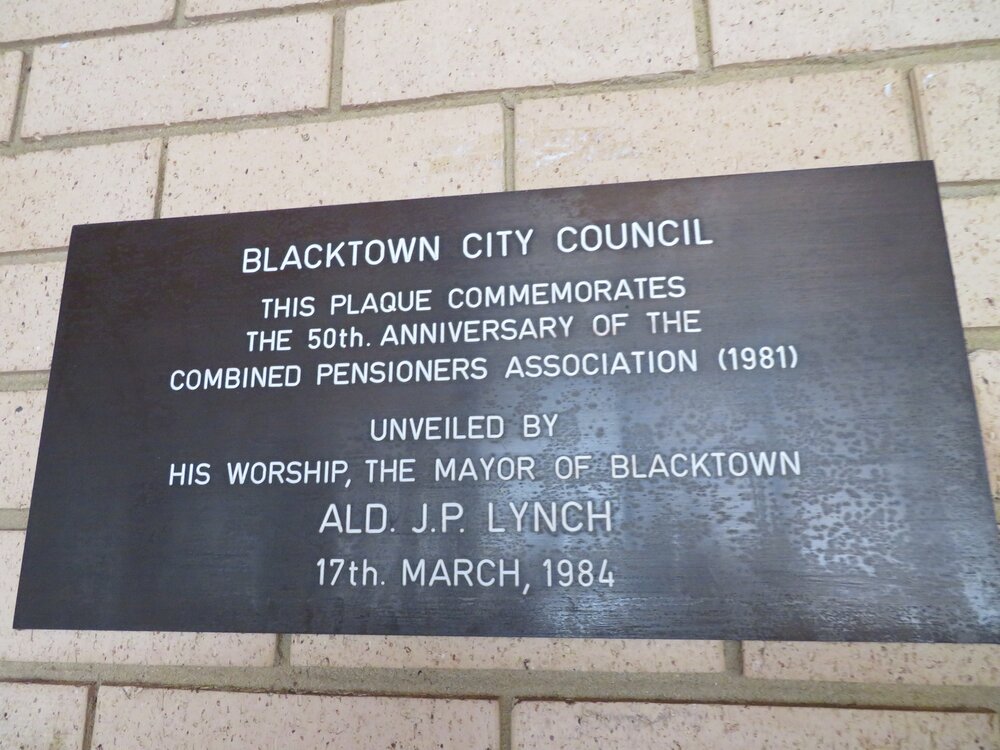 BLACKTOWN CITY COUNCIL
THIS PLAQUE COMMEMORATES
THE 50th. ANNIVERSARY OF THE
COMBINED PENSIONERS ASSOCIATION (1981)
UNVEILED BY
HIS WORSHIP, THE MAYOR OF BLACKTOWN
ALD. J.P. LYNCH
17th. MARCH, 1984